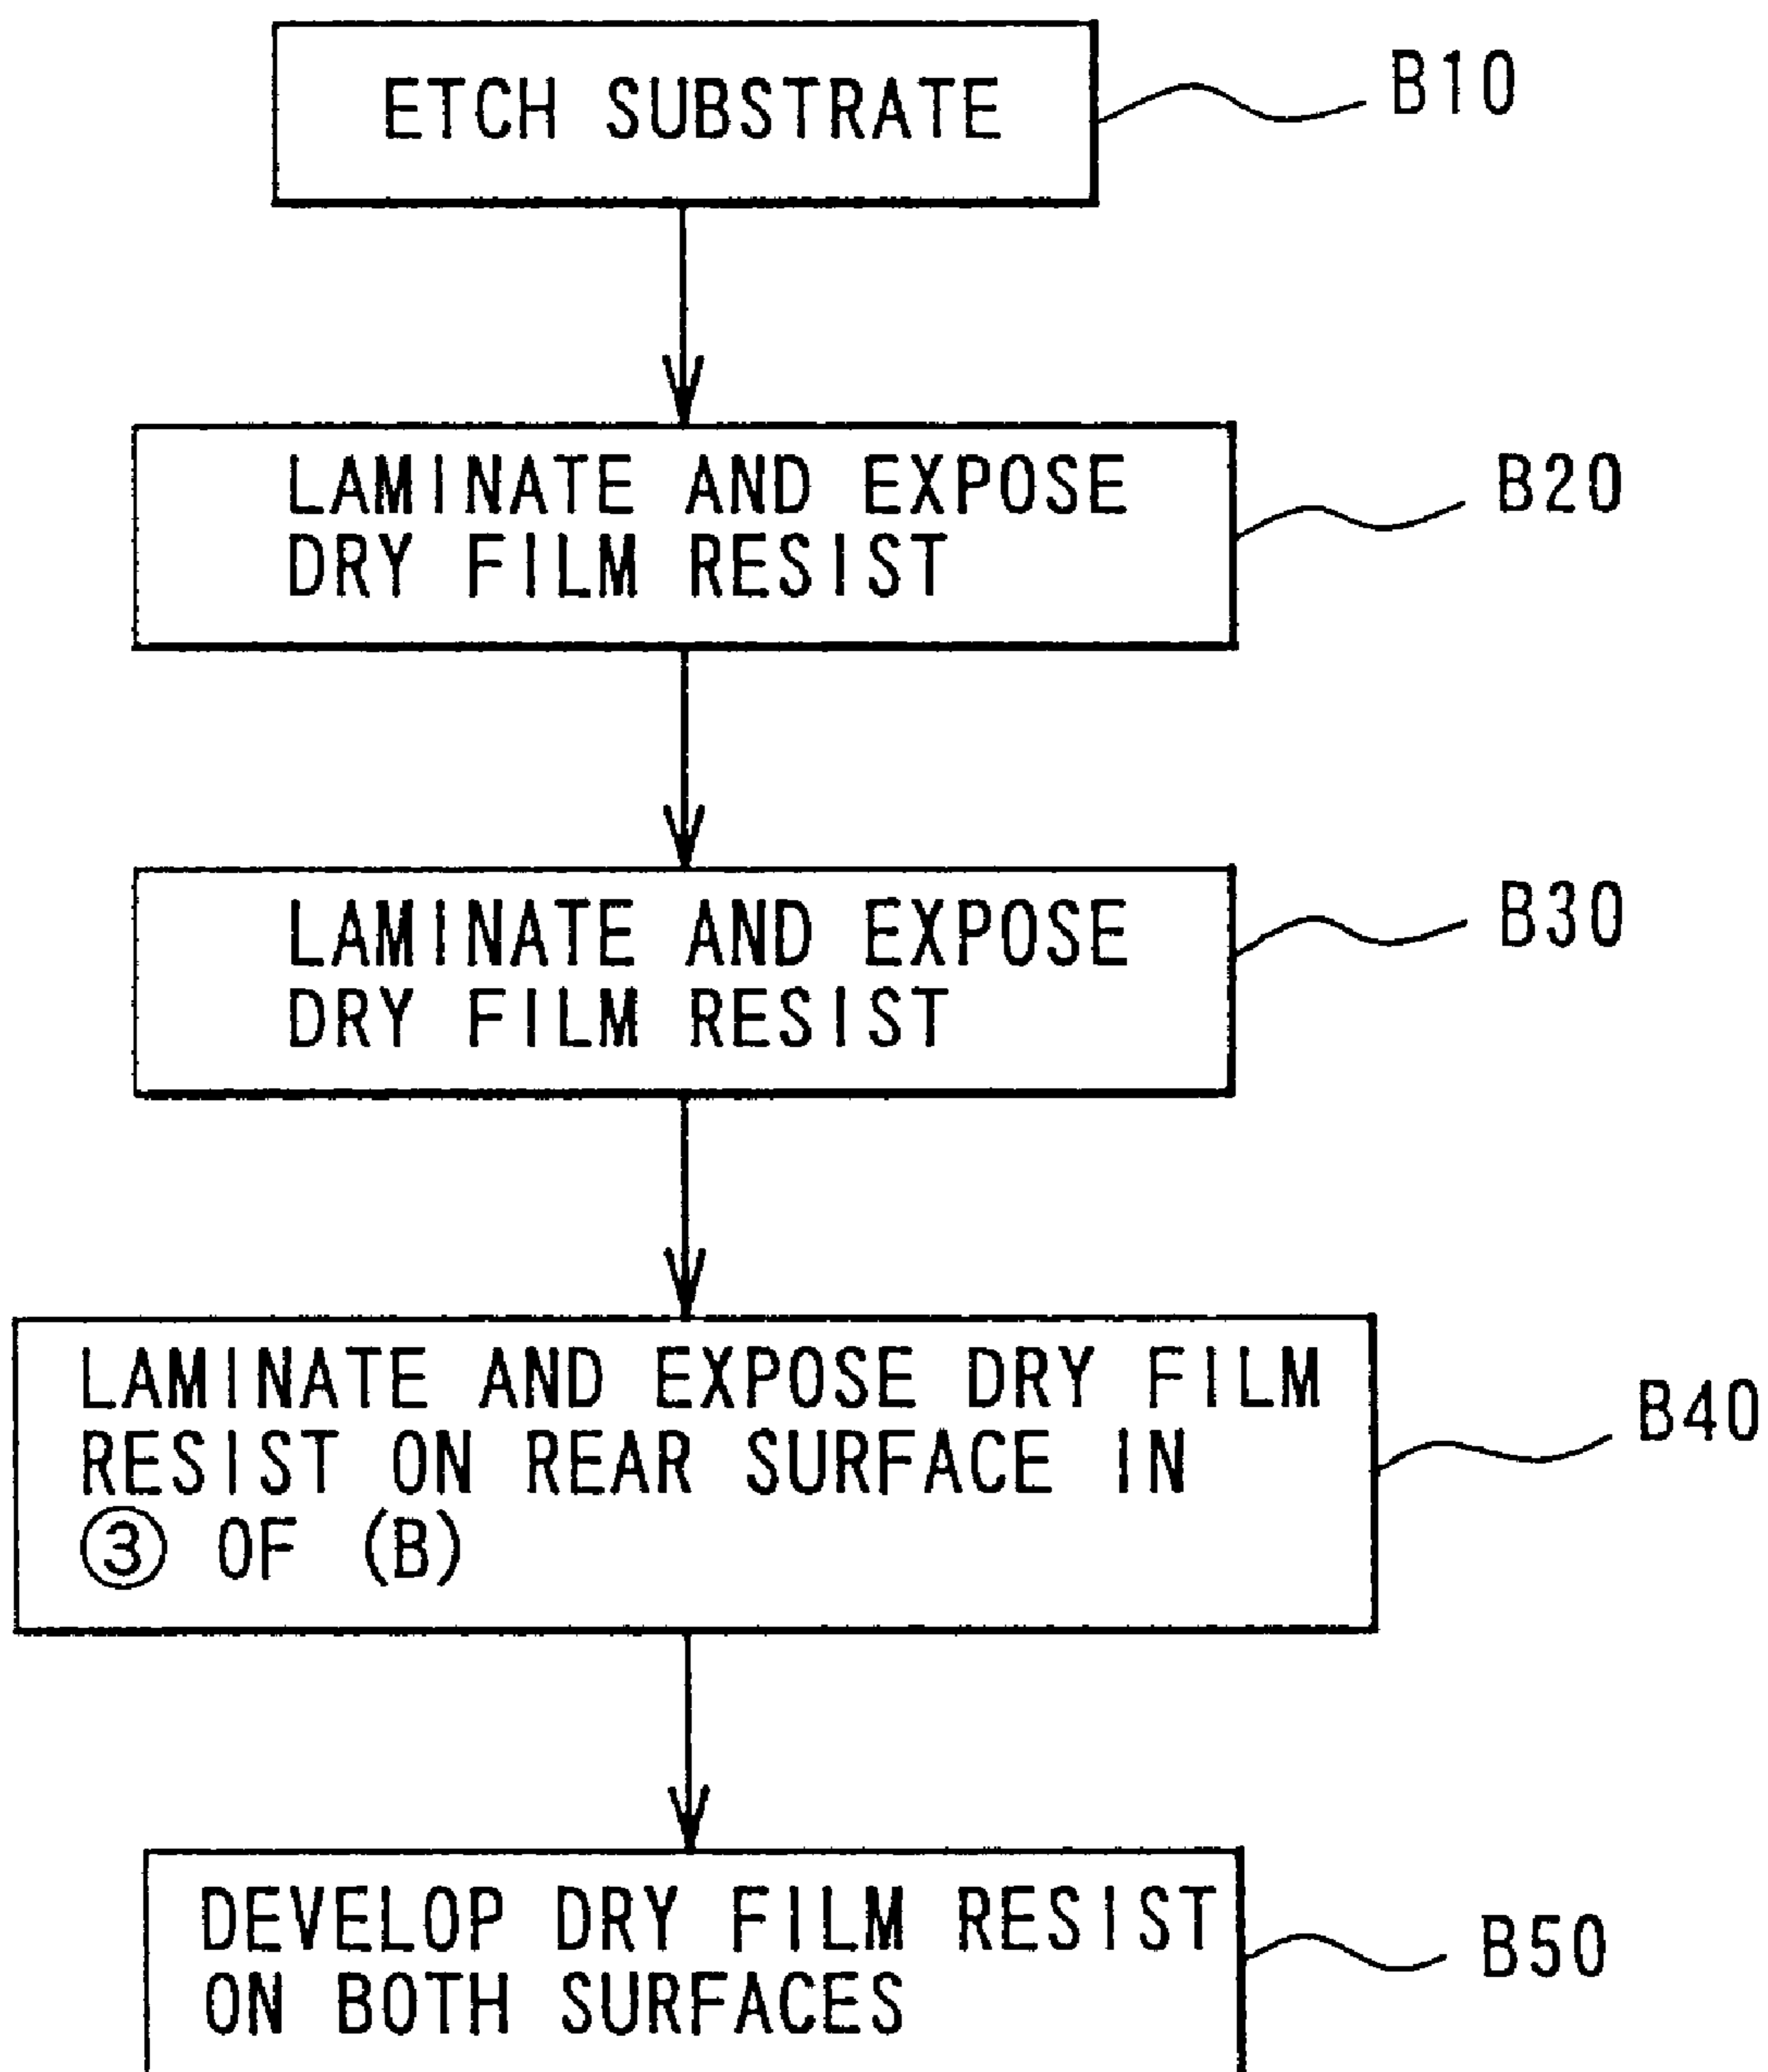 ETCH SUBSTRATE
B10
LAMINATE AND EXPOSE
DRY FILM RESIST
B20
LAMINATE AND EXPOSE
DRY FILM RESIST
B30
LAMINATE AND EXPOSE DRY FILM
RESIST ON REAR SURFACE IN
③ OF (B)
B40
DEVELOP DRY FILM RESIST
ON BOTH SURFACES
B50